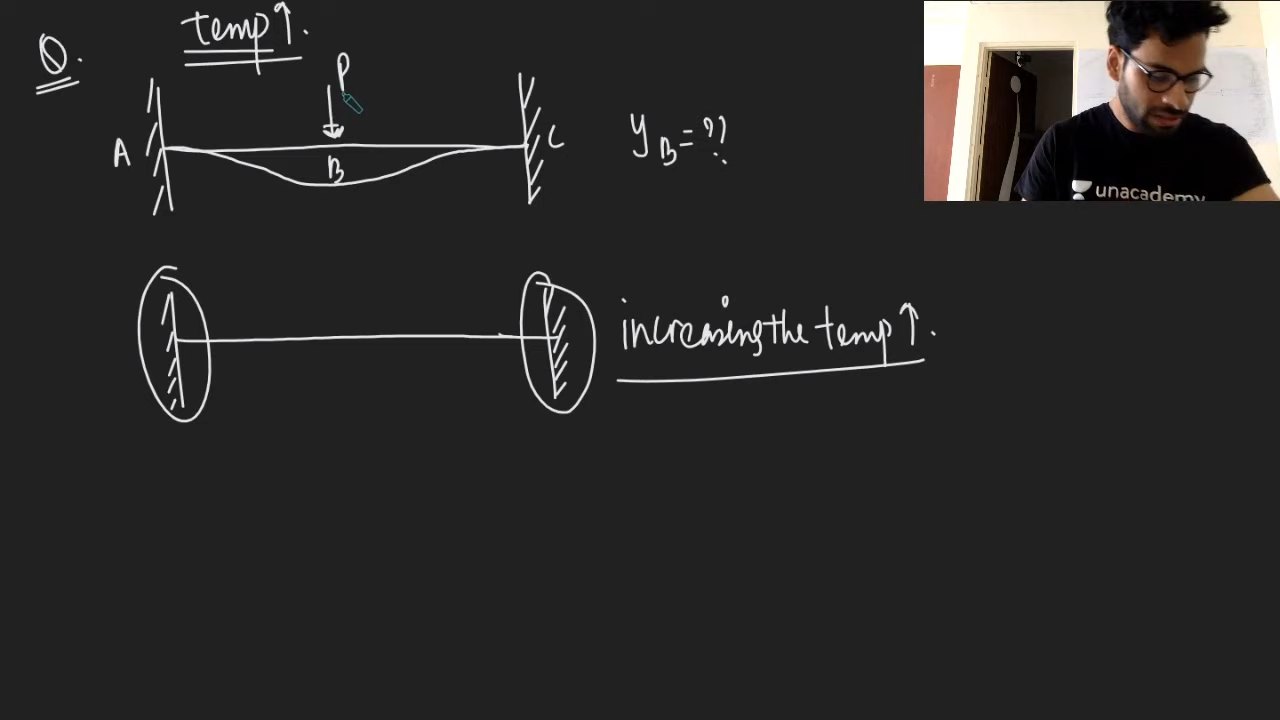 temp↑.
Q.
P
A
B
C
y_B = ??
increasing the temp↑.
unacademy